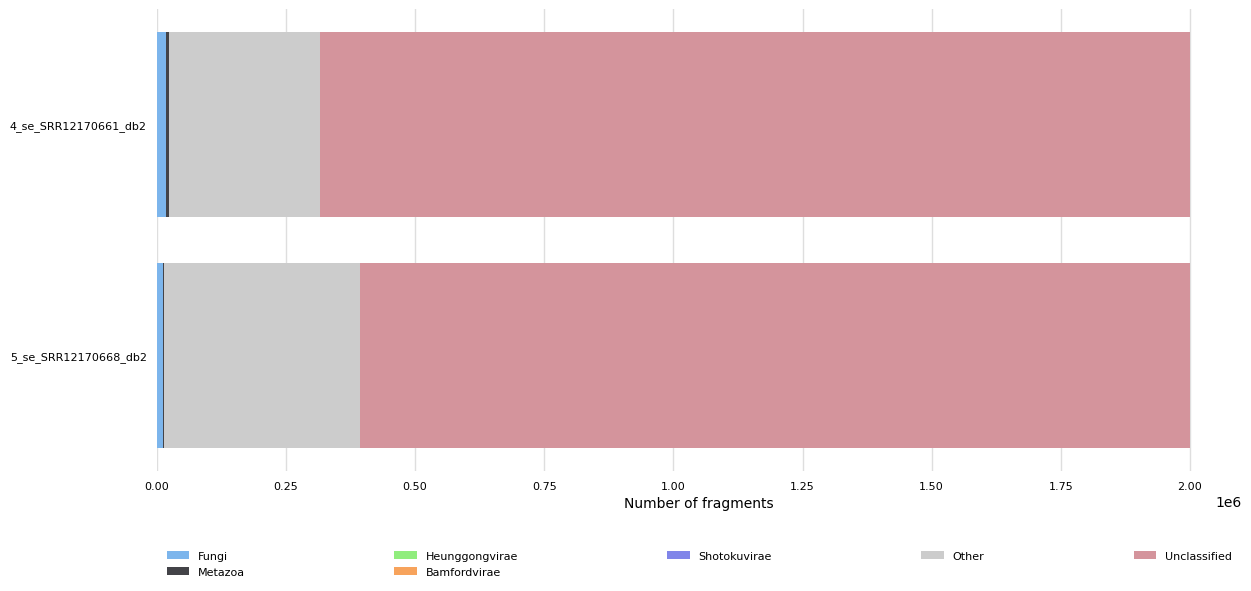 4_se_SRR12170661_db2
5_se_SRR12170668_db2
0.00 0.25 0.50 0.75 1.00 1.25 1.50 1.75 2.00
Number of fragments 1e6
Fungi Heunggongvirae Shotokuvirae Other Unclassified
Metazoa Bamfordvirae